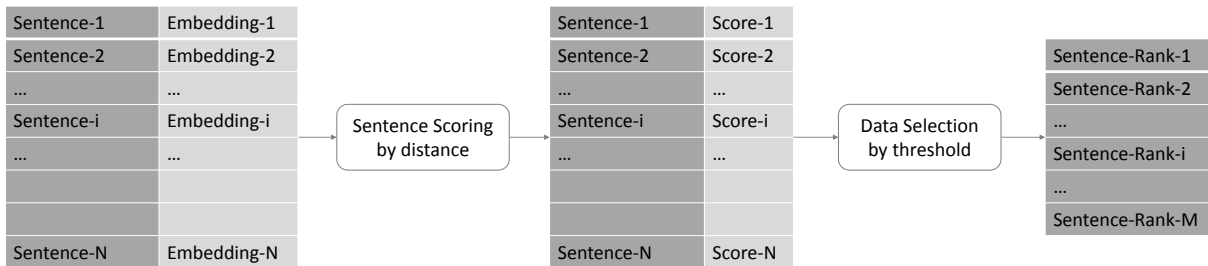 Sentence-1 Embedding-1
Sentence-2 Embedding-2
... ...
Sentence-i Embedding-i
... ...
Sentence-N Embedding-N
Sentence Scoring
by distance
Sentence-1 Score-1
Sentence-2 Score-2
... ...
Sentence-i Score-i
... ...
Sentence-N Score-N
Data Selection
by threshold
Sentence-Rank-1
Sentence-Rank-2
...
Sentence-Rank-i
...
Sentence-Rank-M